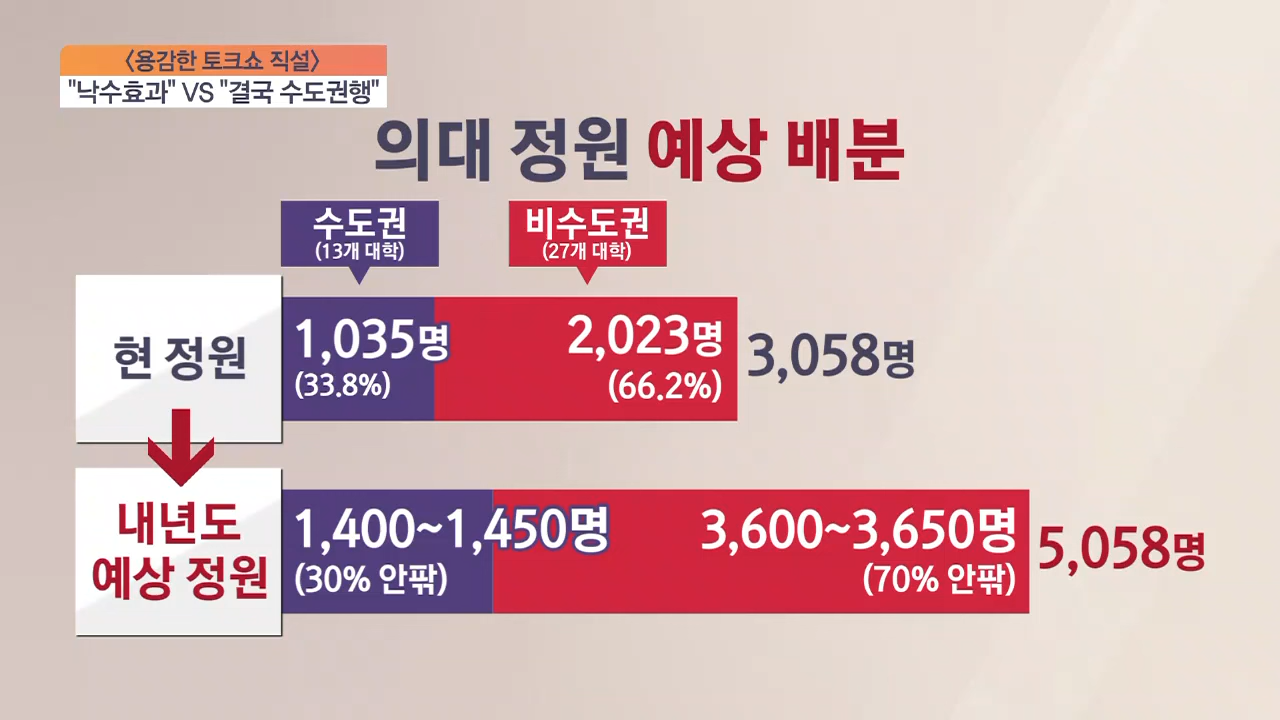 〈용감한 토크쇼 직설〉
"낙수효과" VS "결국 수도권행"
의대 정원 예상 배분
수도권
(13개 대학)
비수도권
(27개 대학)
현 정원
1,035명
(33.8%)
2,023명
(66.2%)
3,058명
내년도
예상 정원
1,400~1,450명
(30% 안팎)
3,600~3,650명
(70% 안팎)
5,058명